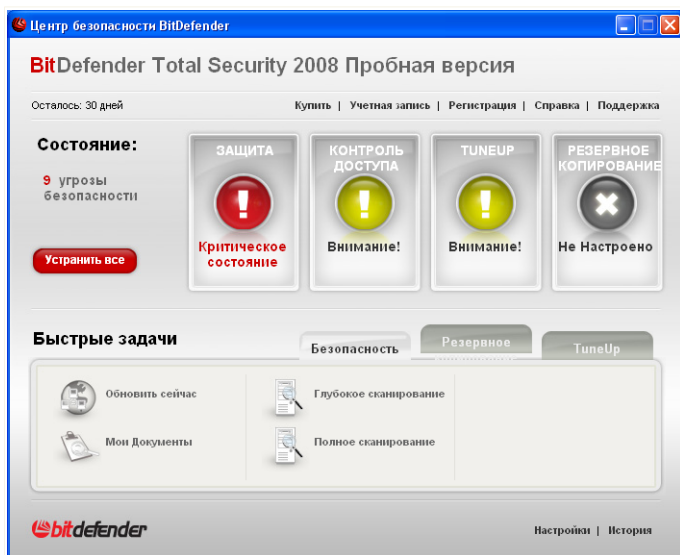 Центр безопасности BitDefender
BitDefender Total Security 2008 Пробная версия
Осталось: 30 дней
Купить | Учетная запись | Регистрация | Справка | Поддержка
Состояние:
9 угрозы
безопасности
Устранить все
ЗАЩИТА
Критическое
состояние
КОНТРОЛЬ
ДОСТУПА
Внимание!
TUNEUP
Внимание!
РЕЗЕРВНОЕ
КОПИРОВАНИЕ
Не Настроено
Быстрые задачи
Безопасность
Резервное
TuneUp
Обновить сейчас
Глубокое сканирование
Мои Документы
Полное сканирование
bitdefender
Настройки | История